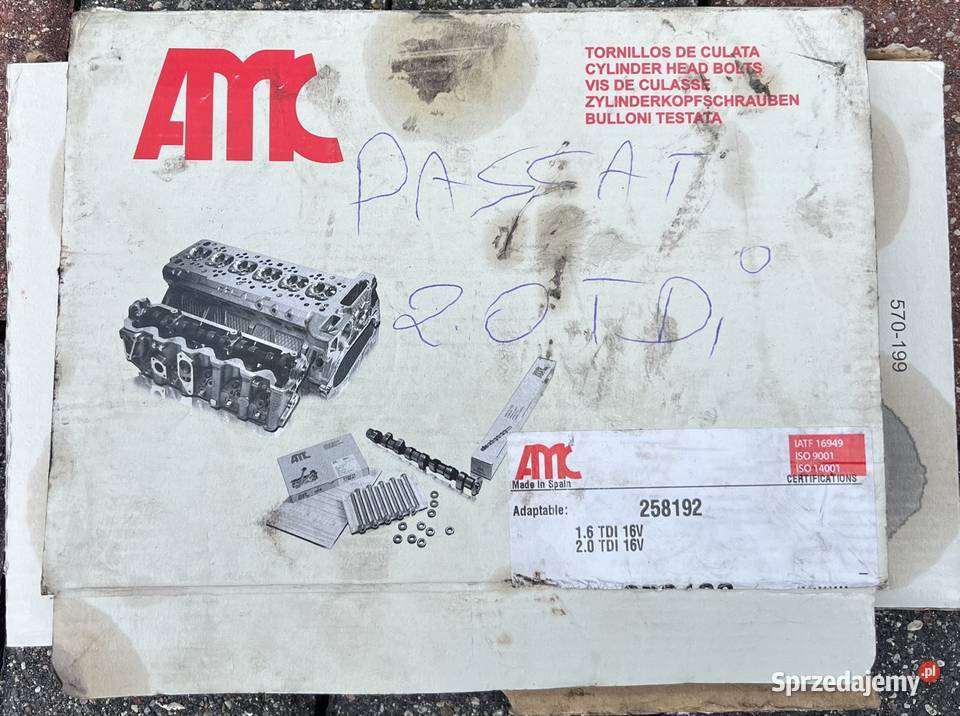 AMC
TORNILLOS DE CULATA
CYLINDER HEAD BOLTS
VIS DE CULASSE
ZYLINDERKOPFSCHRAUBEN
BULLONI TESTATA
PASSAT
2.0 TDi
570-199
AMC
Made in Spain
IATF 16949
ISO 9001
ISO 14001
CERTIFICATIONS
Adaptable: 258192
1.6 TDI 16V
2.0 TDI 16V
Sprzedajemy.pl